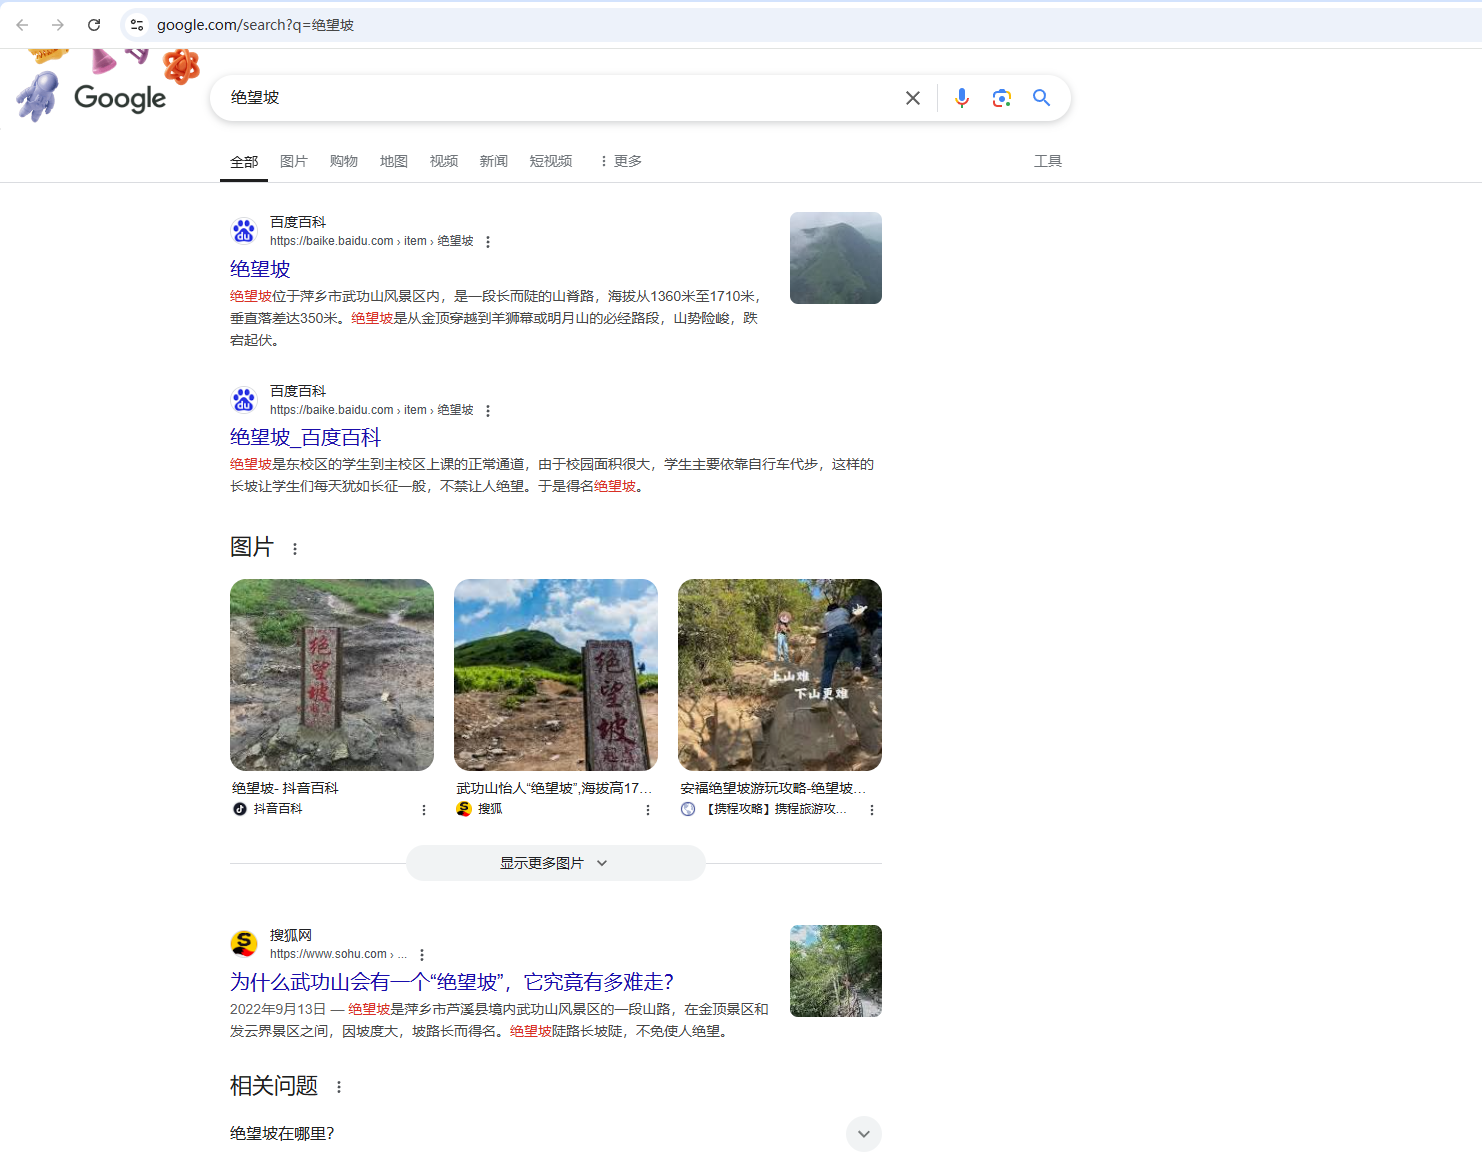 google.com/search?q=绝望坡
Google
绝望坡
全部 图片 购物 地图 视频 新闻 短视频 更多 工具
百度百科
https://baike.baidu.com › item › 绝望坡
绝望坡
绝望坡位于萍乡市武功山风景区内，是一段长而陡的山脊路，海拔从1360米至1710米，
垂直落差达350米。绝望坡是从金顶穿越到羊狮幕或明月山的必经路段，山势险峻，跌
宕起伏。
百度百科
https://baike.baidu.com › item › 绝望坡
绝望坡_百度百科
绝望坡是东校区的学生到主校区上课的正常通道，由于校园面积很大，学生主要依靠自行车代步，这样的
长坡让学生们每天犹如长征一般，不禁让人绝望。于是得名绝望坡。
图片
绝望坡
绝望坡
起点
上山难
下山更难
绝望坡- 抖音百科
抖音百科
武功山怡人“绝望坡”,海拔高17...
搜狐
安福绝望坡游玩攻略-绝望坡...
【携程攻略】携程旅游攻...
显示更多图片
搜狐网
https://www.sohu.com › ...
为什么武功山会有一个“绝望坡”，它究竟有多难走？
2022年9月13日 — 绝望坡是萍乡市芦溪县境内武功山风景区的一段山路，在金顶景区和
发云界景区之间，因坡度大，坡路长而得名。绝望坡陡路长坡陡，不免使人绝望。
相关问题
绝望坡在哪里？